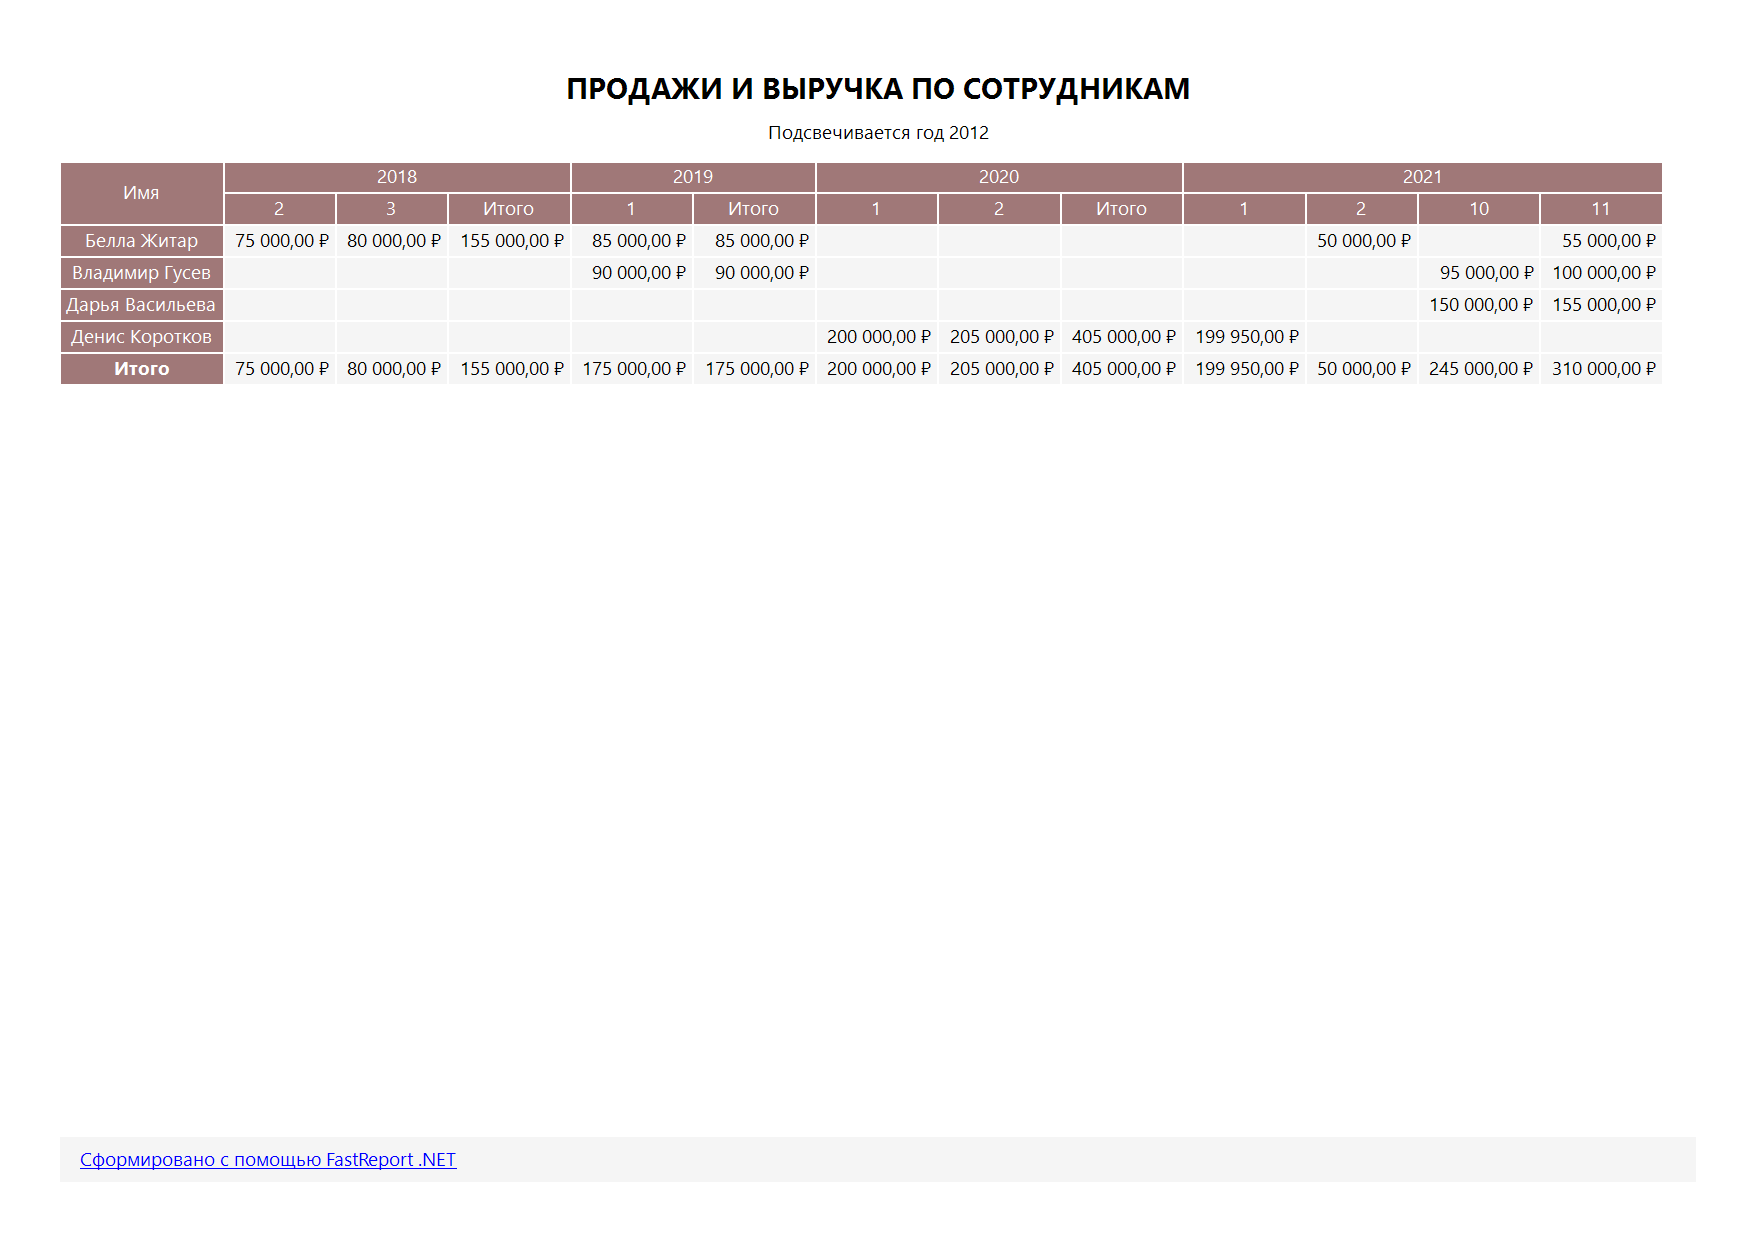 ПРОДАЖИ И ВЫРУЧКА ПО СОТРУДНИКАМ
Подсвечивается год 2012
Имя 2018 2019 2020 2021
2 3 Итого 1 Итого 1 2 Итого 1 2 10 11
Белла Житар 75 000,00 ₽ 80 000,00 ₽ 155 000,00 ₽ 85 000,00 ₽ 85 000,00 ₽ 50 000,00 ₽ 55 000,00 ₽
Владимир Гусев 90 000,00 ₽ 90 000,00 ₽ 95 000,00 ₽ 100 000,00 ₽
Дарья Васильева 150 000,00 ₽ 155 000,00 ₽
Денис Коротков 200 000,00 ₽ 205 000,00 ₽ 405 000,00 ₽ 199 950,00 ₽
Итого 75 000,00 ₽ 80 000,00 ₽ 155 000,00 ₽ 175 000,00 ₽ 175 000,00 ₽ 200 000,00 ₽ 205 000,00 ₽ 405 000,00 ₽ 199 950,00 ₽ 50 000,00 ₽ 245 000,00 ₽ 310 000,00 ₽
Сформировано с помощью FastReport .NET